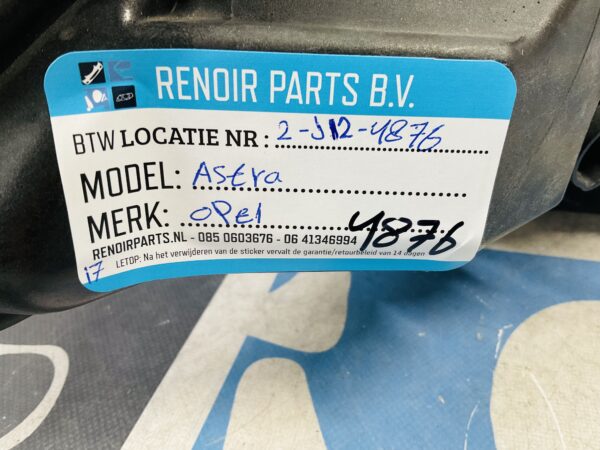 RENOIR PARTS B.V.
BTW LOCATIE NR : 2-J12-4876
MODEL: Astra
MERK: opel
4876
RENOIRPARTS.NL - 085 0603676 - 06 41346994
17 LETOP: Na het verwijderen van de sticker vervalt de garantie/retourbeleid van 14 dagen